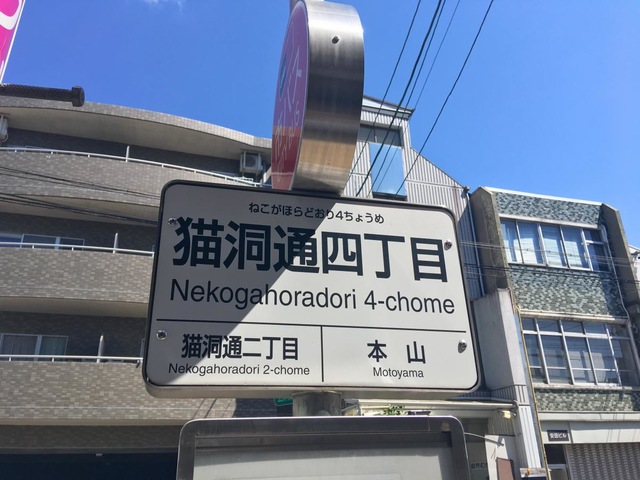 ねこがほらどおり4ちょうめ
猫洞通四丁目
Nekogahoradori 4-chome
猫洞通二丁目
Nekogahoradori 2-chome
本山
Motoyama